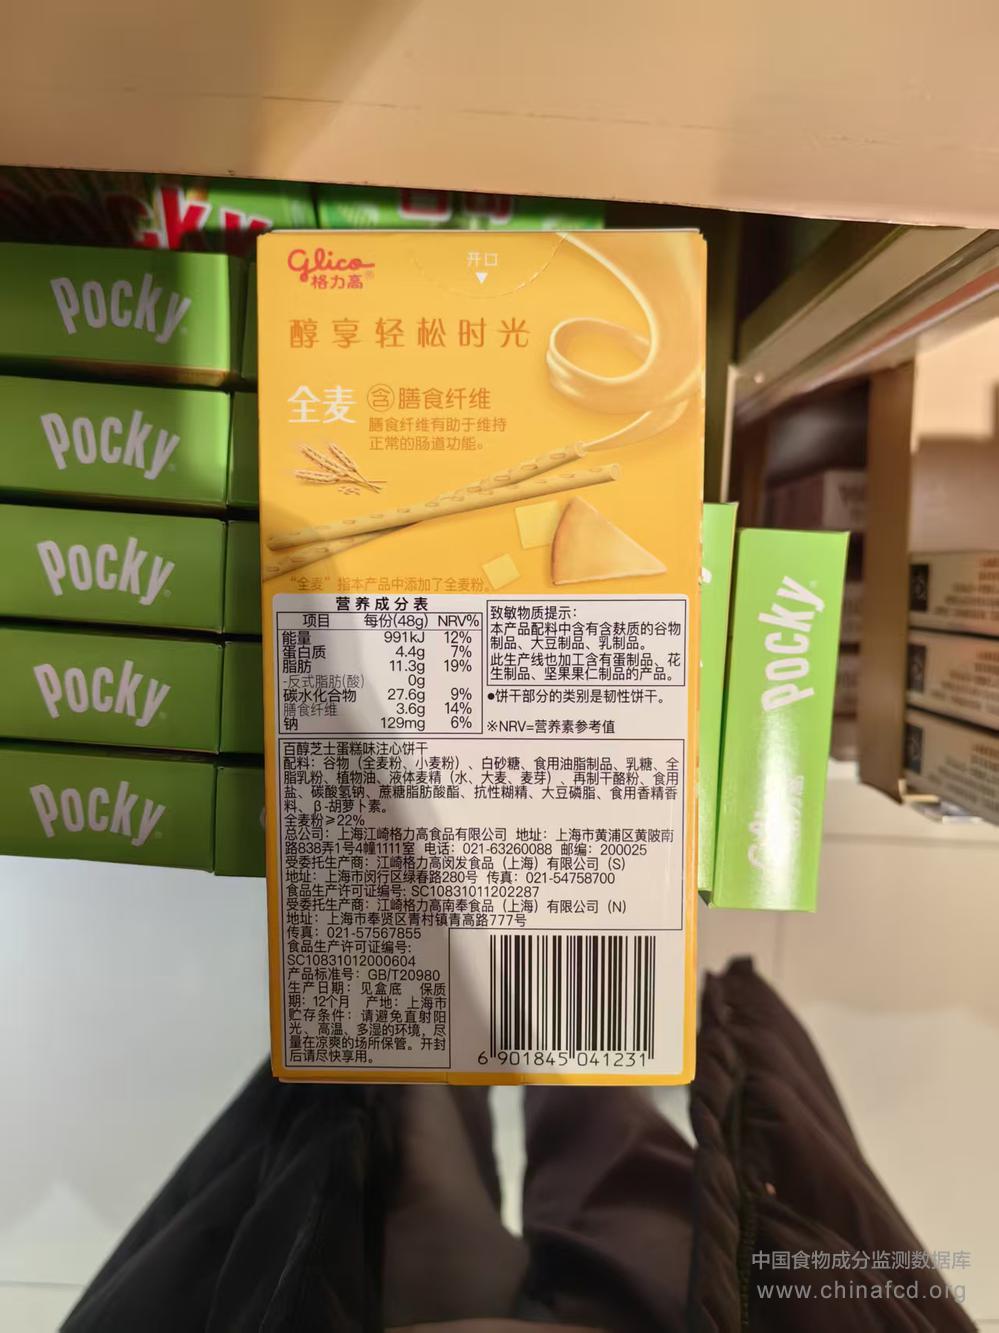 Pocky
Pocky
Pocky
Pocky
Pocky
Pocky
Pocky
Glico
格力高®
开口
醇享轻松时光
全麦
含膳食纤维
膳食纤维有助于维持
正常的肠道功能。
“全麦”指本产品中添加了全麦粉。
营养成分表
项目 每份(48g) NRV%
能量 991kJ 12%
蛋白质 4.4g 7%
脂肪 11.3g 19%
-反式脂肪(酸) 0g
碳水化合物 27.6g 9%
膳食纤维 3.6g 14%
钠 129mg 6%
致敏物质提示：
本产品配料中含有含麸质的谷物
制品、大豆制品、乳制品。
此生产线也加工含有蛋制品、花
生制品、坚果果仁制品的产品。
●饼干部分的类别是韧性饼干。
※NRV=营养素参考值
百醇芝士蛋糕味注心饼干
配料：谷物（全麦粉、小麦粉）、白砂糖、食用油脂制品、乳糖、全
脂乳粉、植物油、液体麦精（水、大麦、麦芽）、再制干酪粉、食用
盐、碳酸氢钠、蔗糖脂肪酸酯、抗性糊精、大豆磷脂、食用香精香
料、β-胡萝卜素。
全麦粉≥22%
总公司：上海江崎格力高食品有限公司 地址：上海市黄浦区黄陂南
路838弄1号4幢1111室 电话：021-63260088 邮编：200025
受委托生产商：江崎格力高闵发食品（上海）有限公司（S）
地址：上海市闵行区绿春路280号 传真：021-54758700
食品生产许可证编号: SC10831011202287
受委托生产商：江崎格力高南奉食品（上海）有限公司（N）
地址：上海市奉贤区青村镇青高路777号
传真：021-57567855
食品生产许可证编号:
SC10831012000604
产品标准号：GB/T20980
生产日期：见盒底 保质
期：12个月 产地：上海市
贮存条件：请避免直射阳
光、高温、多湿的环境，尽
量在凉爽的场所保管。开封
后请尽快享用。
6 901845 041231
中国食物成分监测数据库
www.chinafcd.org